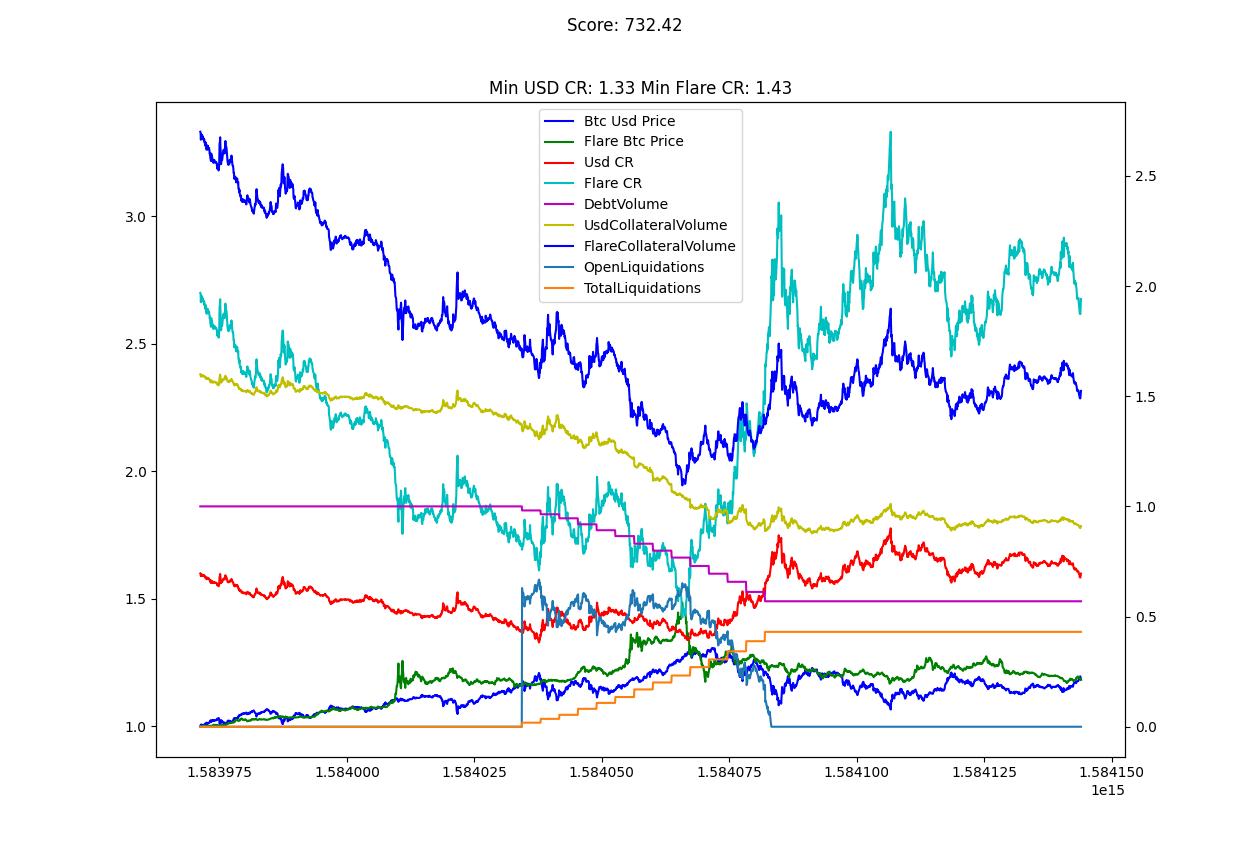 Score: 732.42
Min USD CR: 1.33 Min Flare CR: 1.43
Btc Usd Price
Flare Btc Price
Usd CR
Flare CR
DebtVolume
UsdCollateralVolume
FlareCollateralVolume
OpenLiquidations
TotalLiquidations
3.0
2.5
2.0
1.5
1.0
2.5
2.0
1.5
1.0
0.5
0.0
1.583975 1.584000 1.584025 1.584050 1.584075 1.584100 1.584125 1.584150
1e15